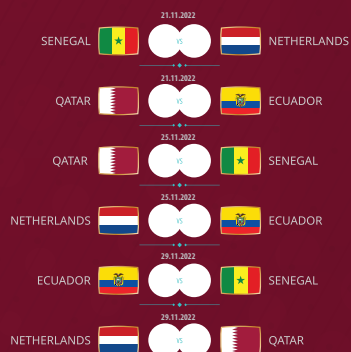 21.11.2022
SENEGAL VS NETHERLANDS
21.11.2022
QATAR VS ECUADOR
25.11.2022
QATAR VS SENEGAL
25.11.2022
NETHERLANDS VS ECUADOR
29.11.2022
ECUADOR VS SENEGAL
29.11.2022
NETHERLANDS VS QATAR